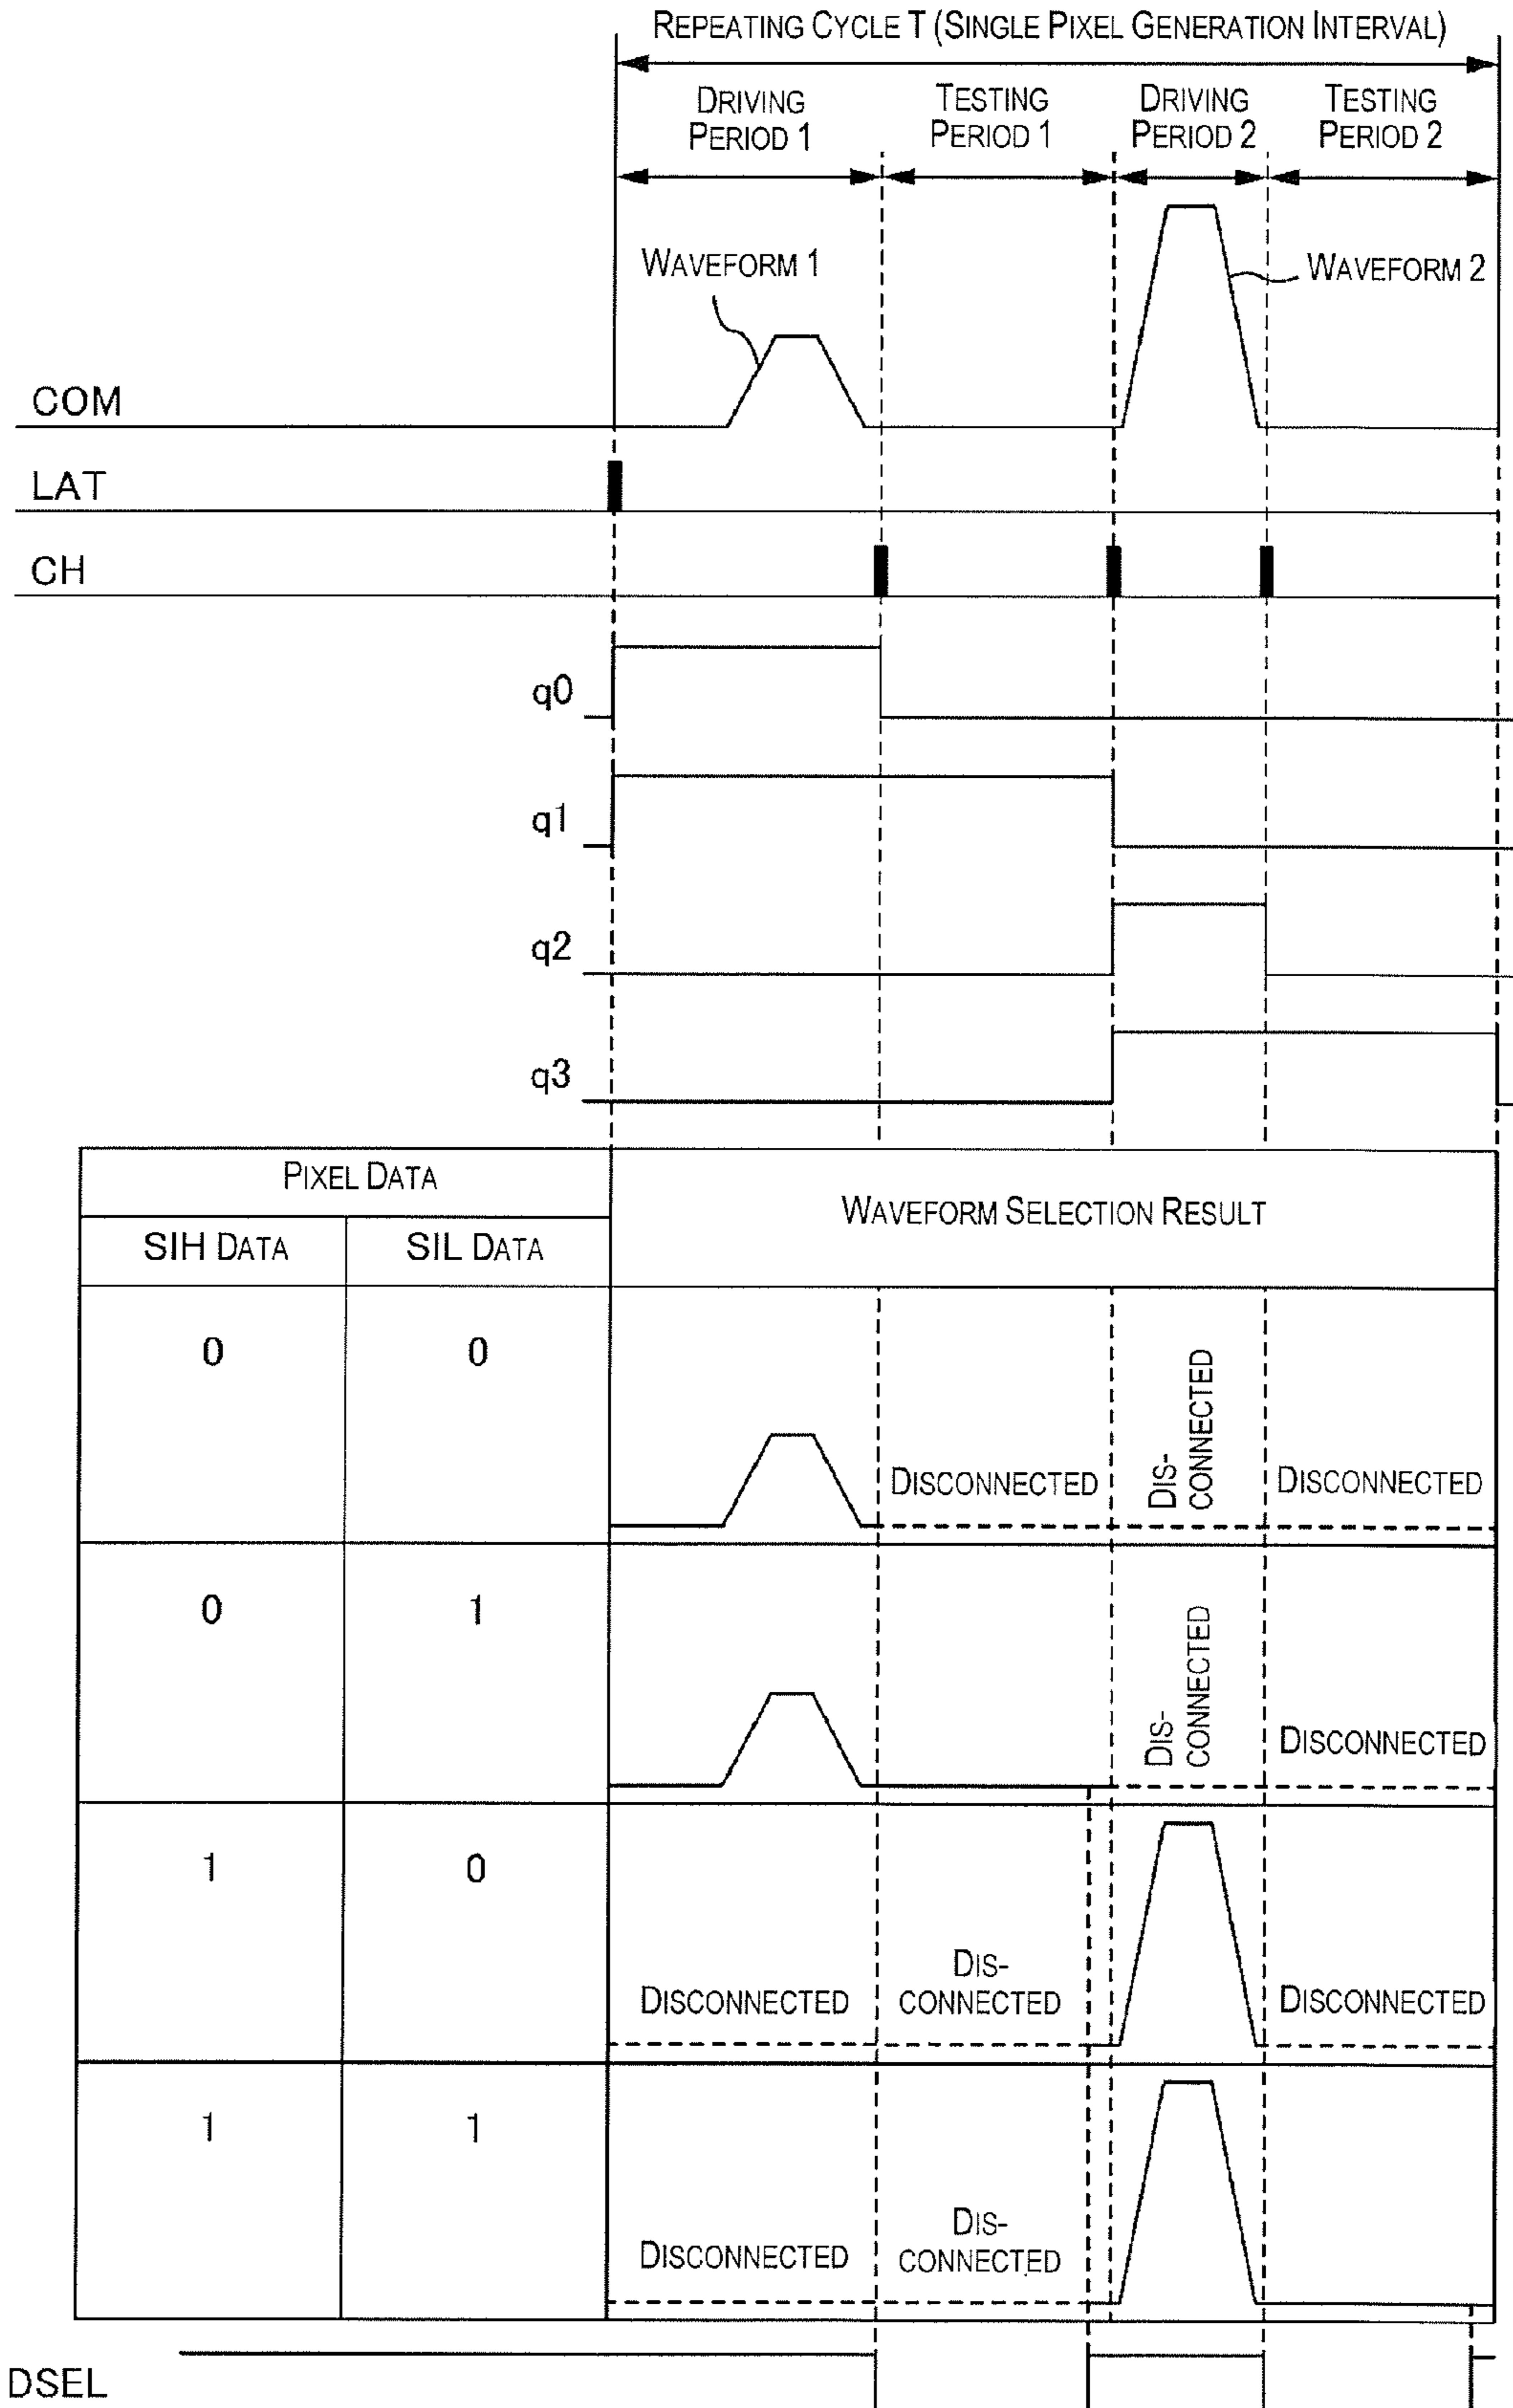 REPEATING CYCLE T (SINGLE PIXEL GENERATION INTERVAL)
DRIVING PERIOD 1
TESTING PERIOD 1
DRIVING PERIOD 2
TESTING PERIOD 2
WAVEFORM 1
WAVEFORM 2
COM
LAT
CH
q0
q1
q2
q3
PIXEL DATA
WAVEFORM SELECTION RESULT
SIH DATA
SIL DATA
0
0
DISCONNECTED
DIS-
CONNECTED
DISCONNECTED
0
1
DIS-
CONNECTED
DISCONNECTED
1
0
DISCONNECTED
DIS-
CONNECTED
DISCONNECTED
1
1
DISCONNECTED
DIS-
CONNECTED
DSEL